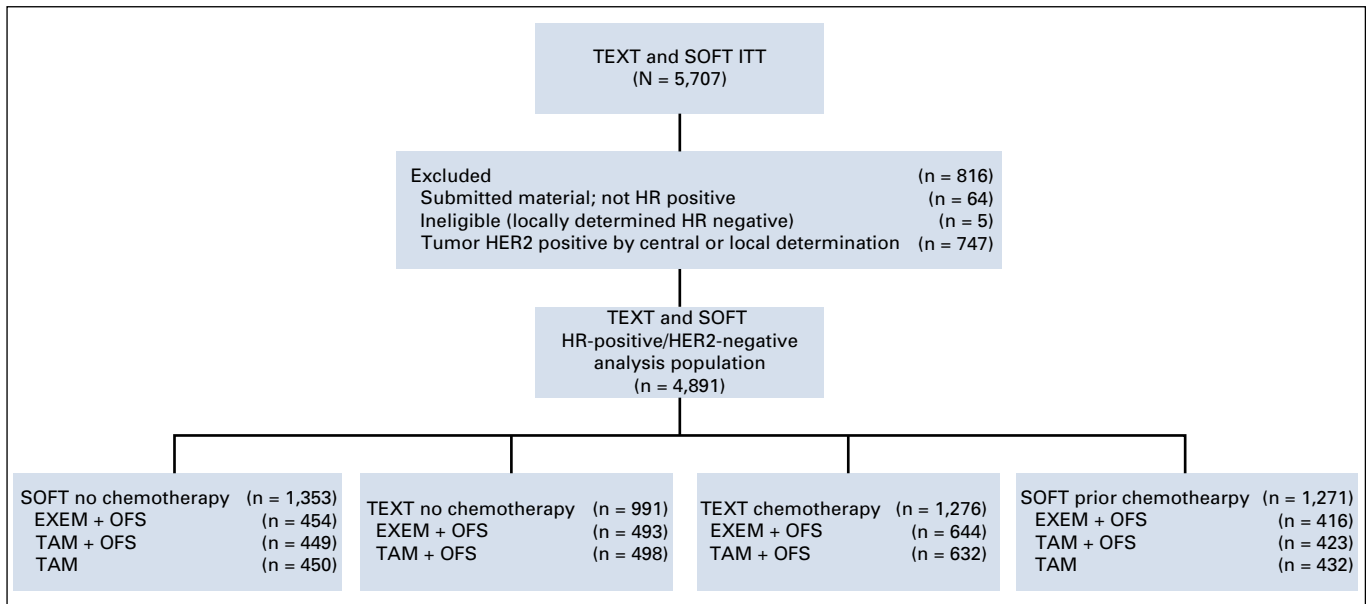 TEXT and SOFT ITT
(N = 5,707)
Excluded (n = 816)
Submitted material; not HR positive (n = 64)
Ineligible (locally determined HR negative) (n = 5)
Tumor HER2 positive by central or local determination (n = 747)
TEXT and SOFT
HR-positive/HER2-negative
analysis population
(n = 4,891)
SOFT no chemotherapy (n = 1,353)
EXEM + OFS (n = 454)
TAM + OFS (n = 449)
TAM (n = 450)
TEXT no chemotherapy (n = 991)
EXEM + OFS (n = 493)
TAM + OFS (n = 498)
TEXT chemotherapy (n = 1,276)
EXEM + OFS (n = 644)
TAM + OFS (n = 632)
SOFT prior chemothearpy (n = 1,271)
EXEM + OFS (n = 416)
TAM + OFS (n = 423)
TAM (n = 432)